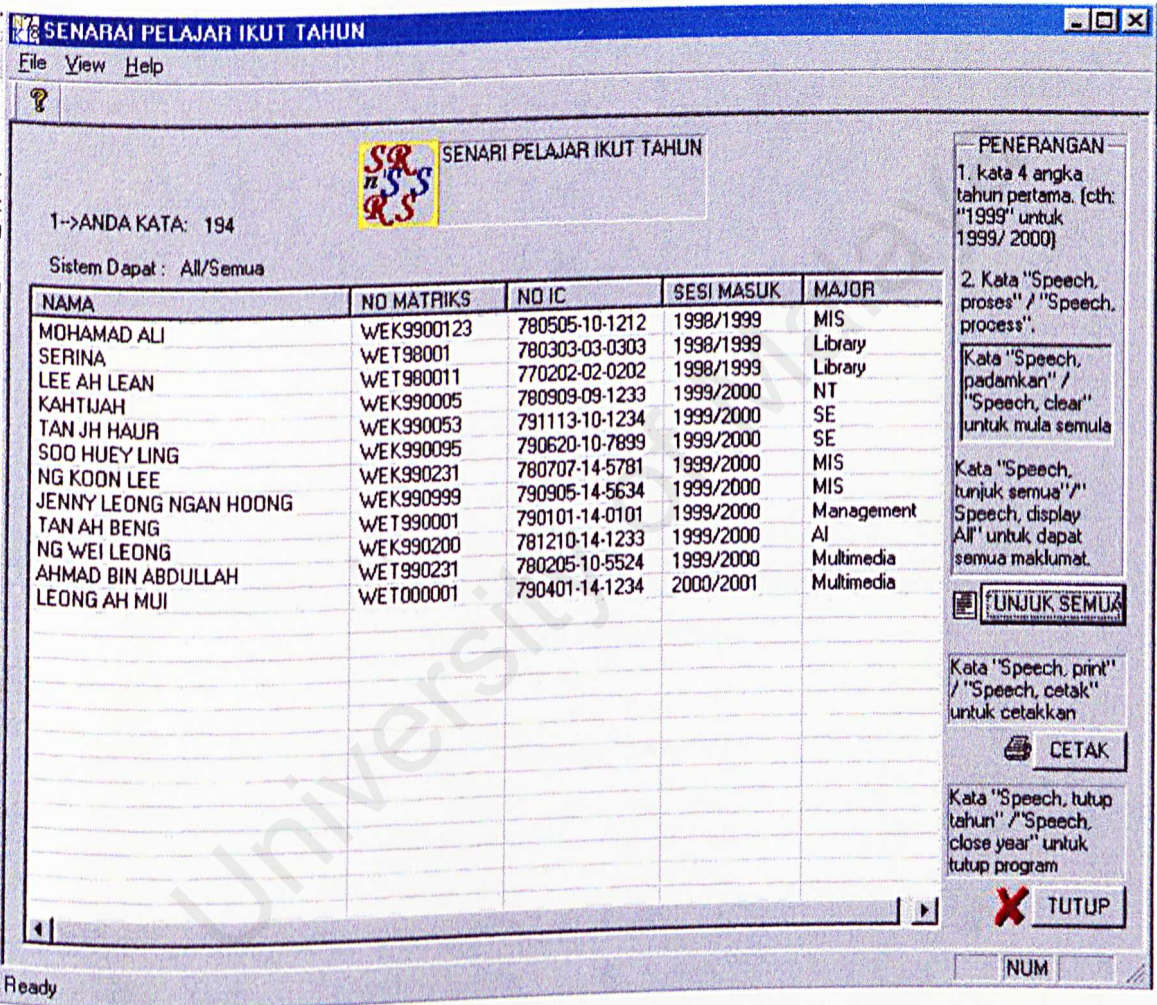 SENARAI PELAJAR IKUT TAHUN
File View Help
SR
n SS
RS
SENARI PELAJAR IKUT TAHUN
1-->ANDA KATA: 194
Sistem Dapat : All/Semua
NAMA NO MATRIKS NO IC SESI MASUK MAJOR
MOHAMAD ALI WEK9900123 780505-10-1212 1998/1999 MIS
SERINA WET98001 780303-03-0303 1998/1999 Library
LEE AH LEAN WET980011 770202-02-0202 1998/1999 Library
KAHTIJAH WEK990005 780909-09-1233 1999/2000 NT
TAN JH HAUR WEK990053 791113-10-1234 1999/2000 SE
SOO HUEY LING WEK990095 790620-10-7899 1999/2000 SE
NG KOON LEE WEK990231 780707-14-5781 1999/2000 MIS
JENNY LEONG NGAN HOONG WEK990999 790905-14-5634 1999/2000 MIS
TAN AH BENG WET990001 790101-14-0101 1999/2000 Management
NG WEI LEONG WEK990200 781210-14-1233 1999/2000 AI
AHMAD BIN ABDULLAH WET990231 780205-10-5524 1999/2000 Multimedia
LEONG AH MUI WET000001 790401-14-1234 2000/2001 Multimedia
PENERANGAN
1. kata 4 angka
tahun pertama. [cth:
"1999" untuk
1999/ 2000)
2. Kata "Speech,
proses" / "Speech,
process".
Kata "Speech,
padamkan" /
"Speech, clear"
untuk mula semula
Kata "Speech,
tunjuk semua"/"
Speech, display
All" untuk dapat
semua maklumat.
TUNJUK SEMUA
Kata "Speech, print"
/ "Speech, cetak"
untuk cetakkan
CETAK
Kata "Speech, tutup
tahun" /"Speech,
close year" untuk
tutup program
TUTUP
Ready
NUM
University of Malaya